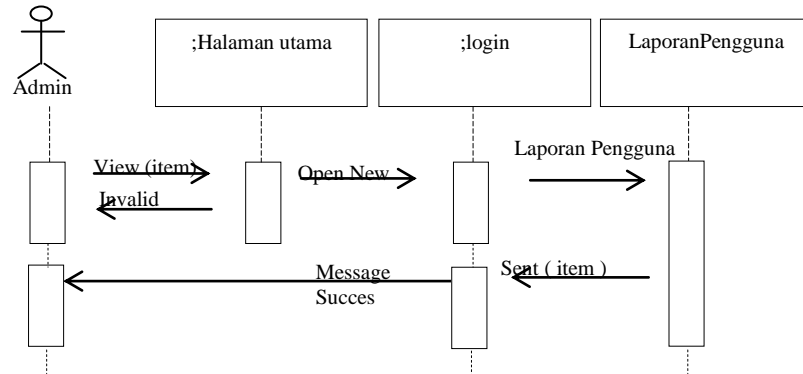 ;Halaman utama
;login
LaporanPengguna
Admin
View (item)
Open New
Laporan Pengguna
Invalid
Sent ( item )
Message
Succes